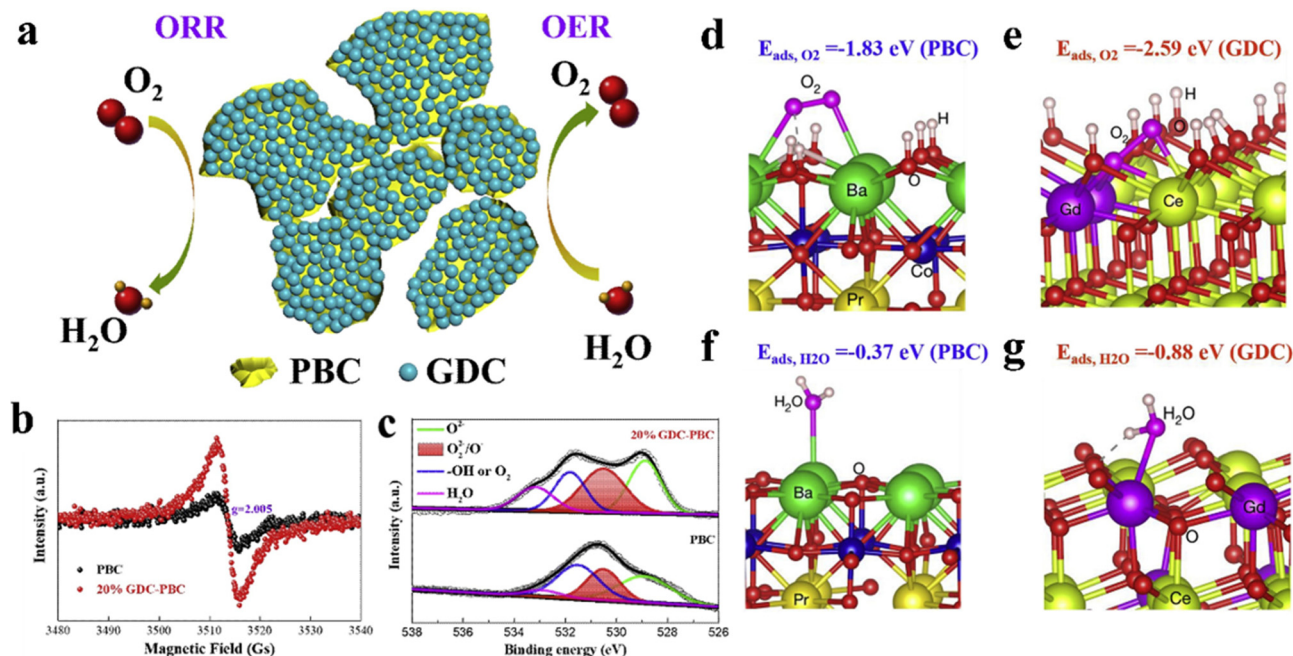 a
ORR
OER
O₂
O₂
H₂O
H₂O
PBC
GDC
b
Intensity (a.u.)
g=2.005
PBC
20% GDC-PBC
3480 3490 3500 3510 3520 3530 3540
Magnetic Field (Gs)
c
Intensity (a.u.)
O²⁻
O₂²⁻/O⁻
-OH or O₂
H₂O
20% GDC-PBC
PBC
538 536 534 532 530 528 526
Binding energy (eV)
d
E_ads, O2 =-1.83 eV (PBC)
O₂
H
Ba
O
Co
Pr
e
E_ads, O2 =-2.59 eV (GDC)
H
O₂
O
Gd
Ce
f
E_ads, H2O =-0.37 eV (PBC)
H₂O
O
Ba
Pr
g
E_ads, H2O =-0.88 eV (GDC)
H₂O
Gd
O
Ce